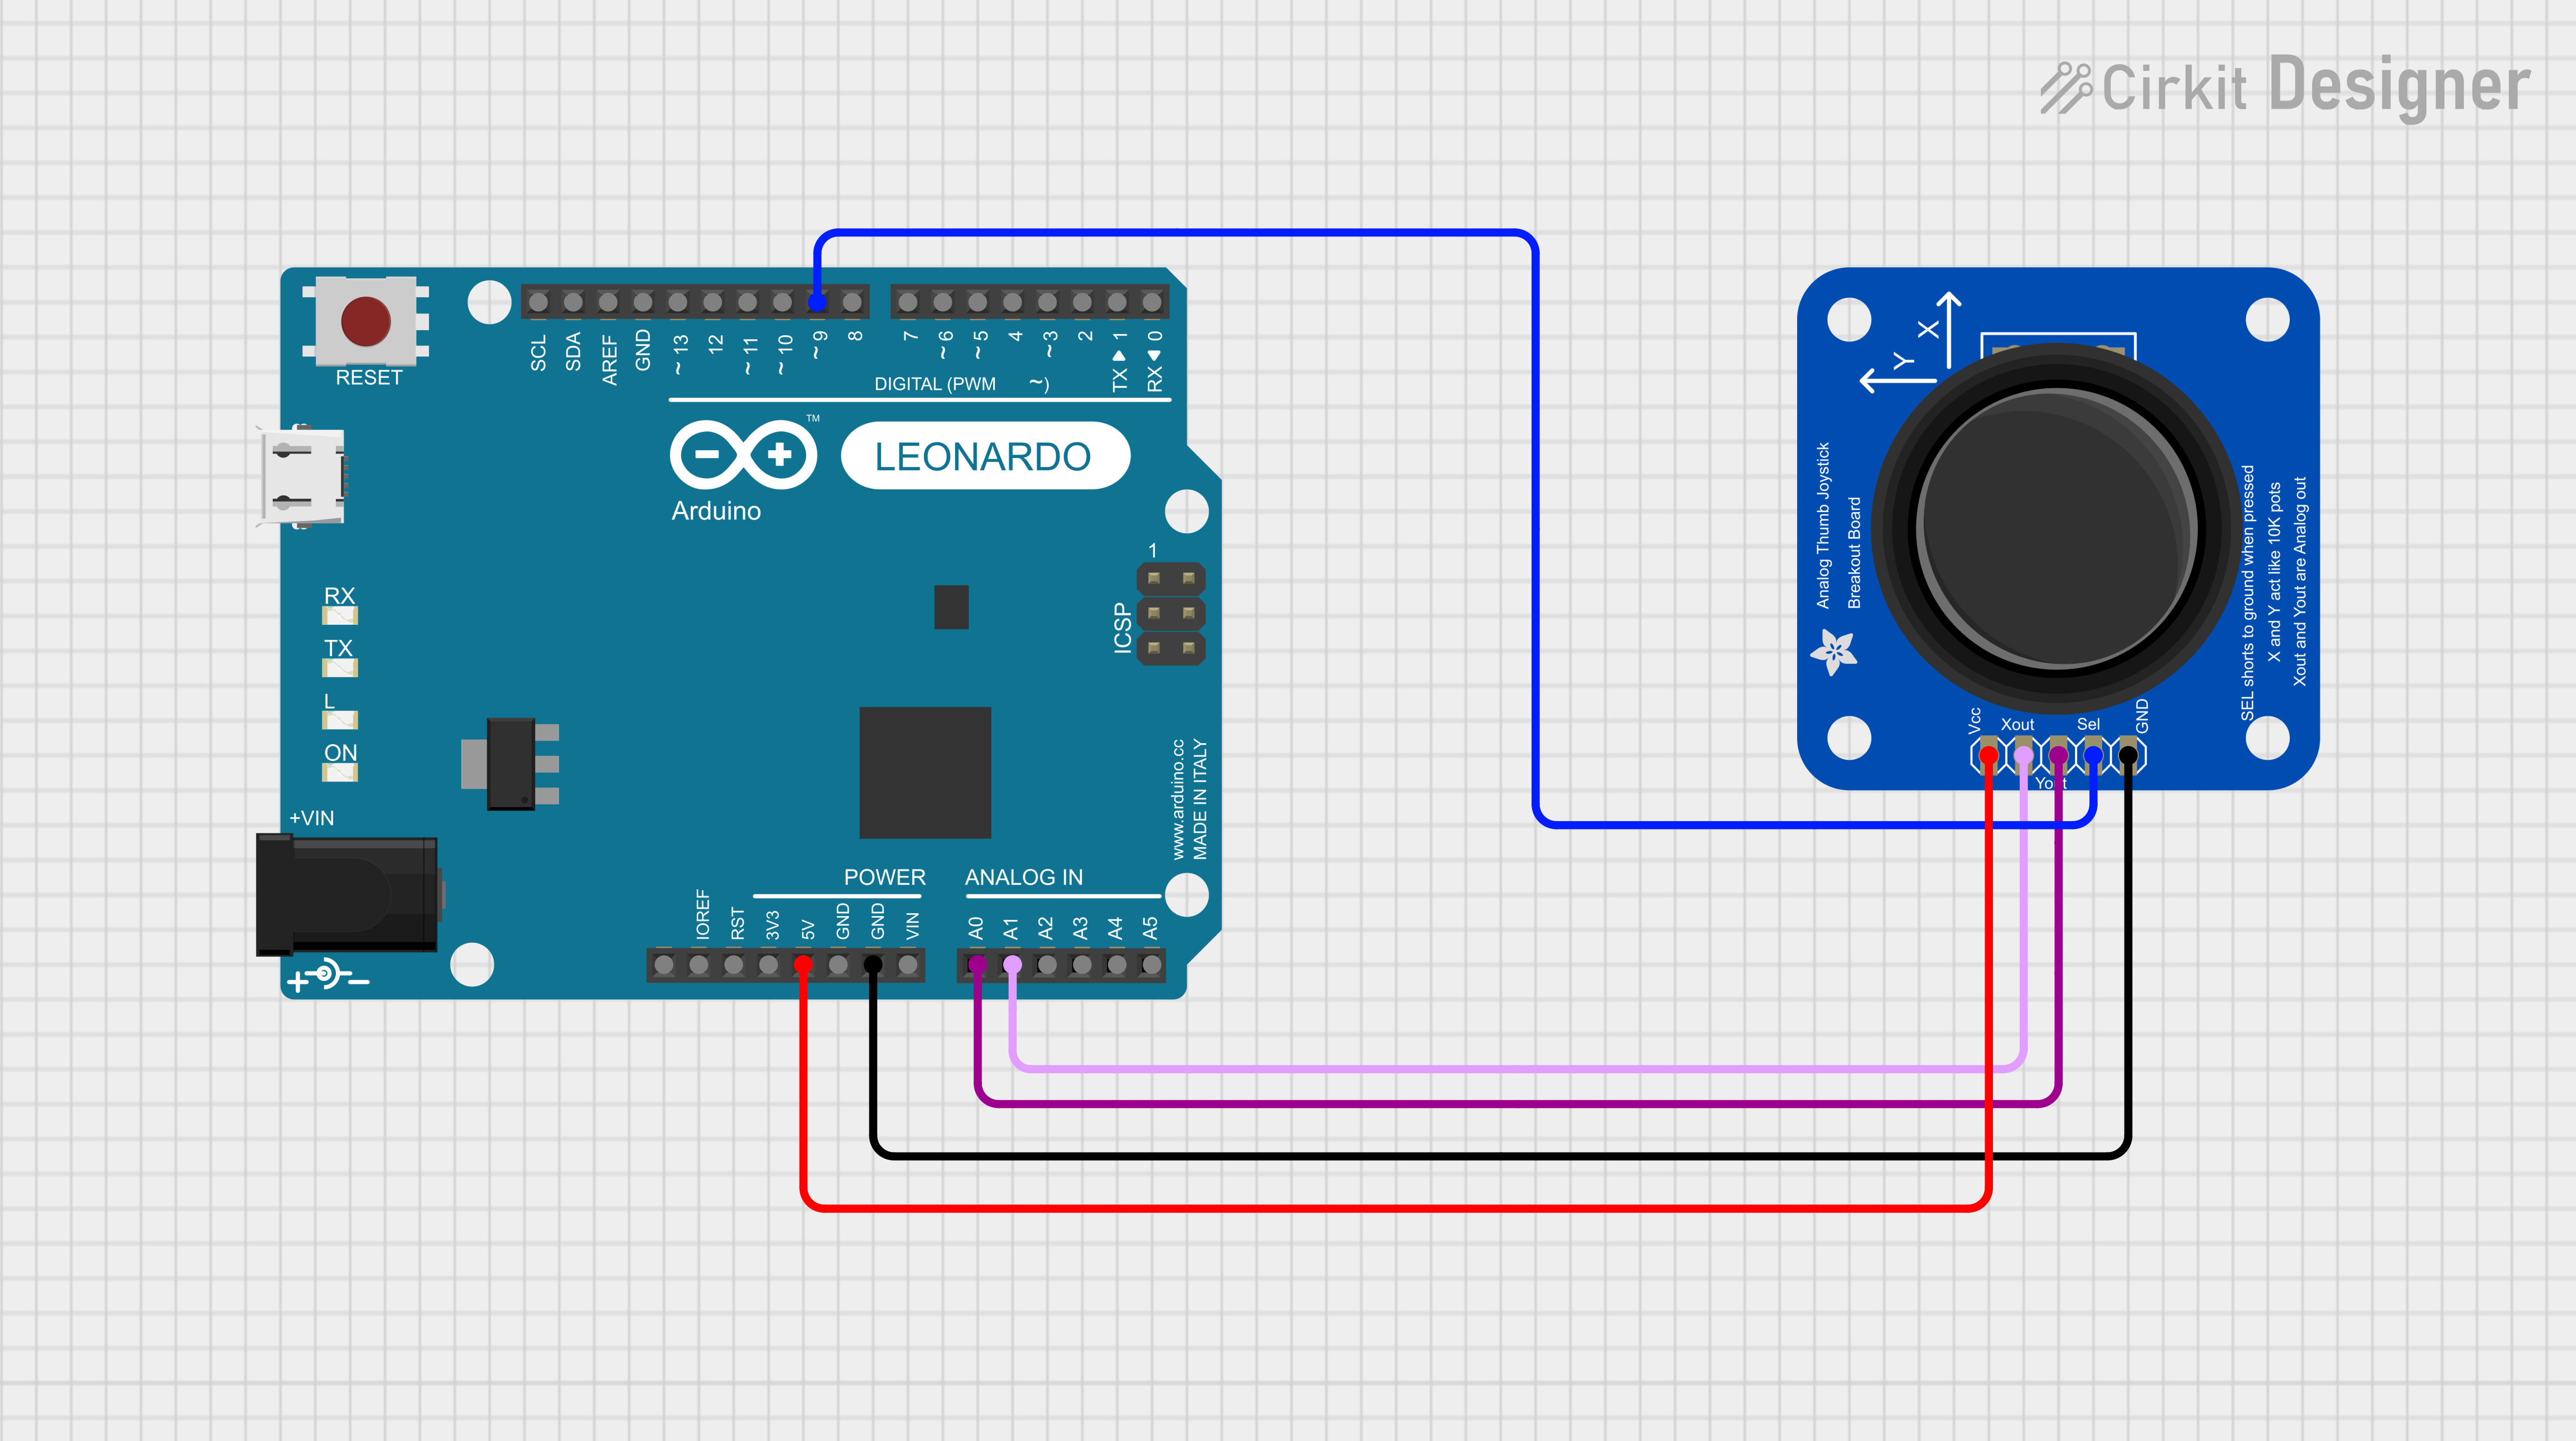 Cirkit Designer
RESET
SCL
SDA
AREF
GND
~ 13
12
~ 11
~ 10
~ 9
8
7
~ 6
~ 5
4
~ 3
2
TX ▶ 1
RX ◀ 0
DIGITAL (PWM ~)
TM
LEONARDO
Arduino
1
ICSP
RX
TX
L
ON
+VIN
www.arduino.cc
MADE IN ITALY
POWER
ANALOG IN
IOREF
RST
3V3
5V
GND
GND
VIN
A0
A1
A2
A3
A4
A5
X
Y
Analog Thumb Joystick
Breakout Board
SEL shorts to ground when pressed
X and Y act like 10K pots
Xout and Yout are Analog out
Vcc
Xout
Yout
Sel
GND